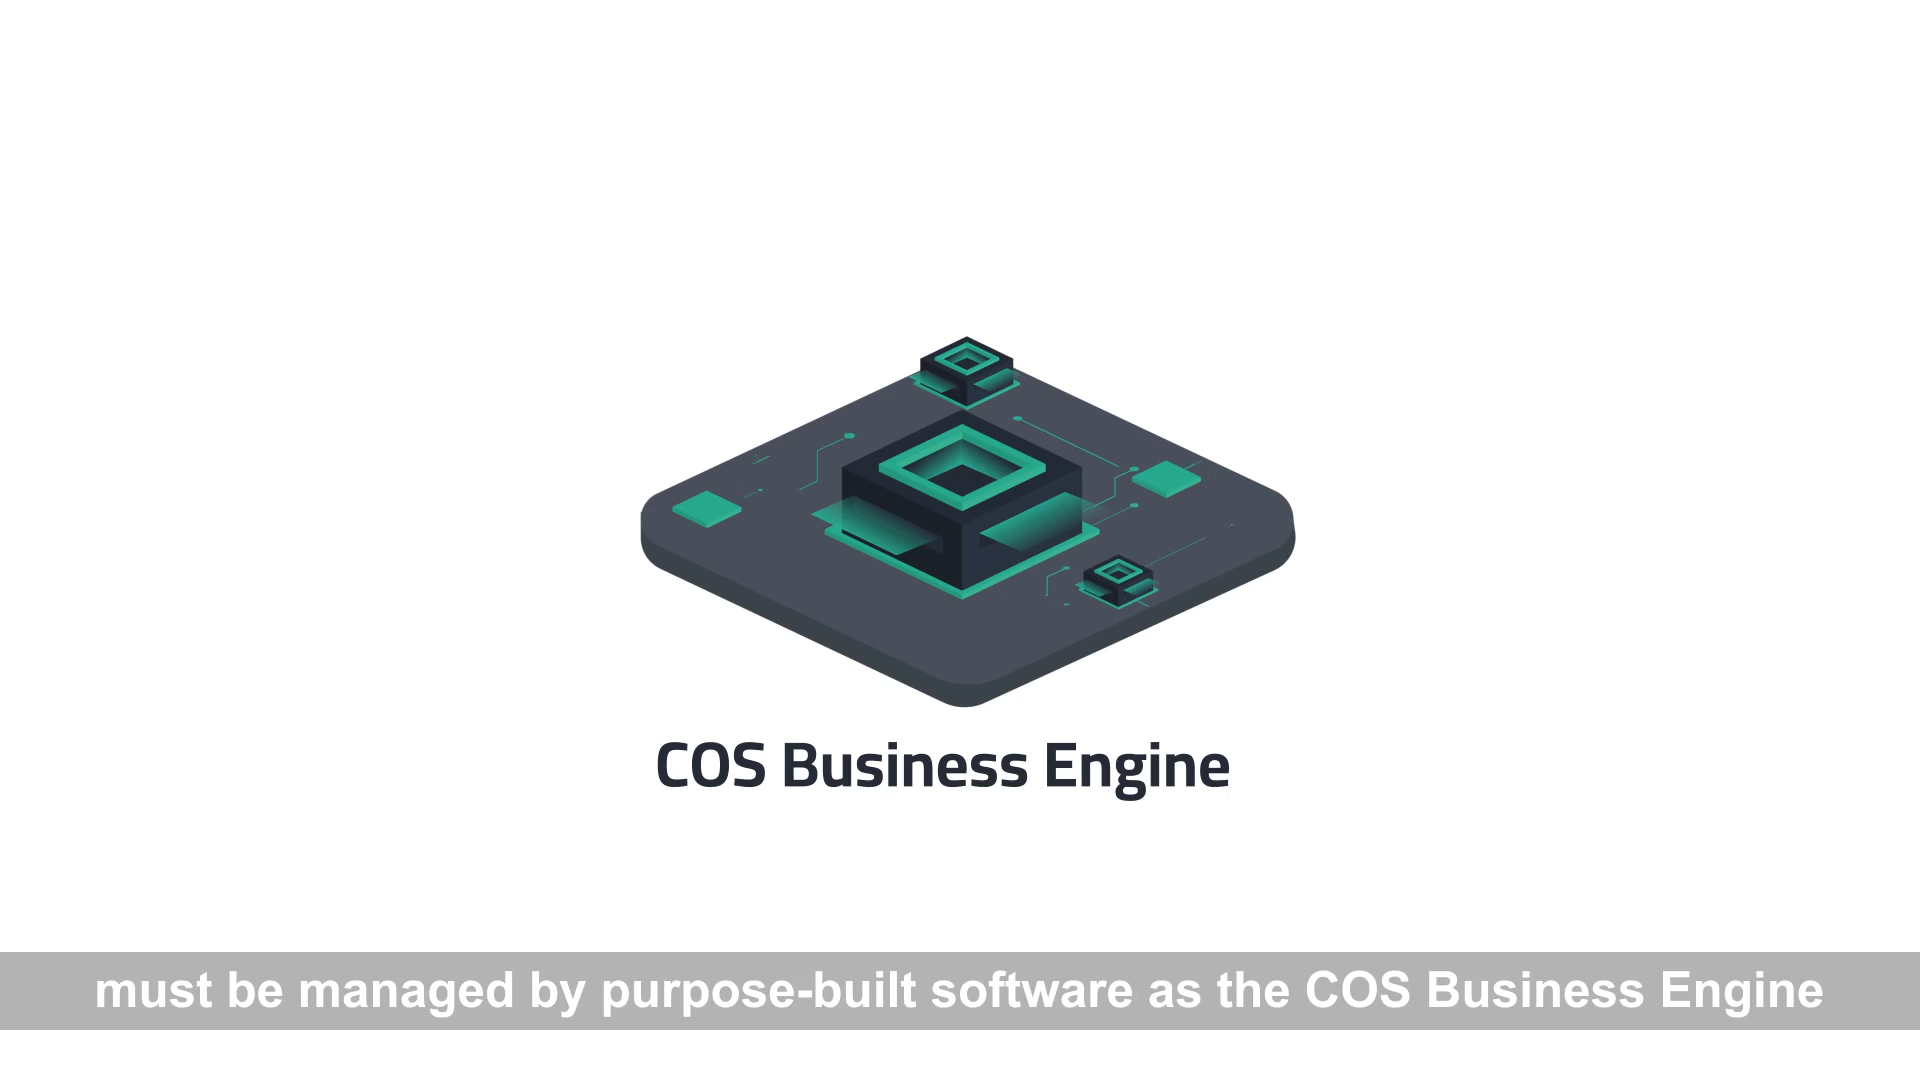 COS Business Engine
must be managed by purpose-built software as the COS Business Engine